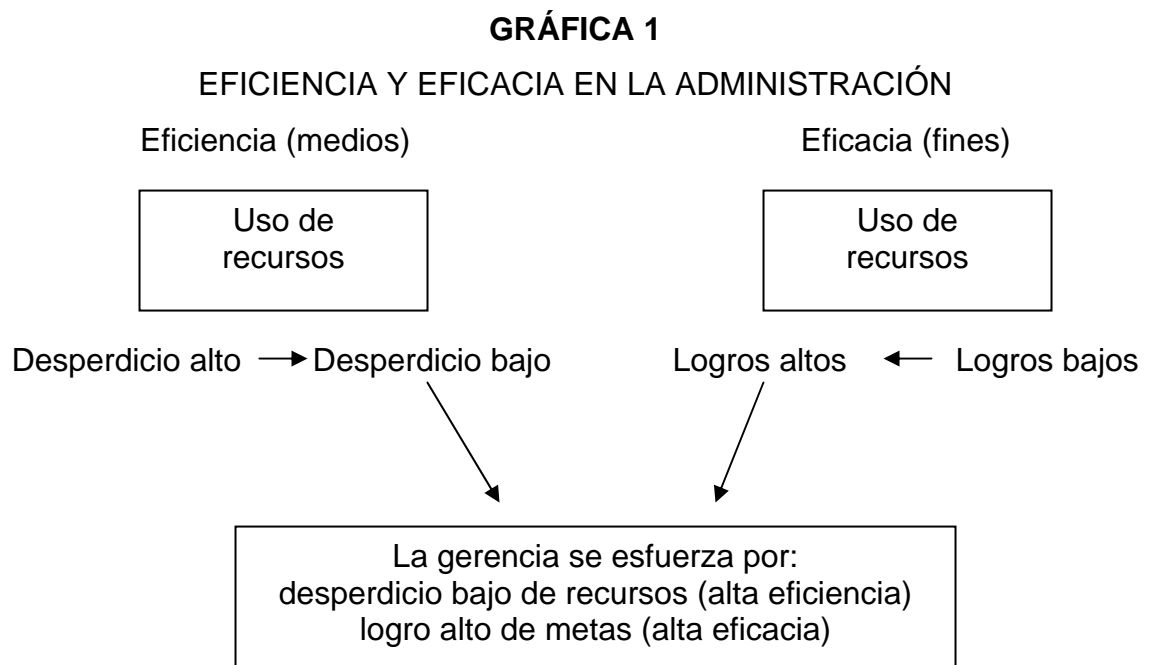 GRÁFICA 1
EFICIENCIA Y EFICACIA EN LA ADMINISTRACIÓN
Eficiencia (medios) Eficacia (fines)
Uso de
recursos
Uso de
recursos
Desperdicio alto Desperdicio bajo Logros altos Logros bajos
La gerencia se esfuerza por:
desperdicio bajo de recursos (alta eficiencia)
logro alto de metas (alta eficacia)